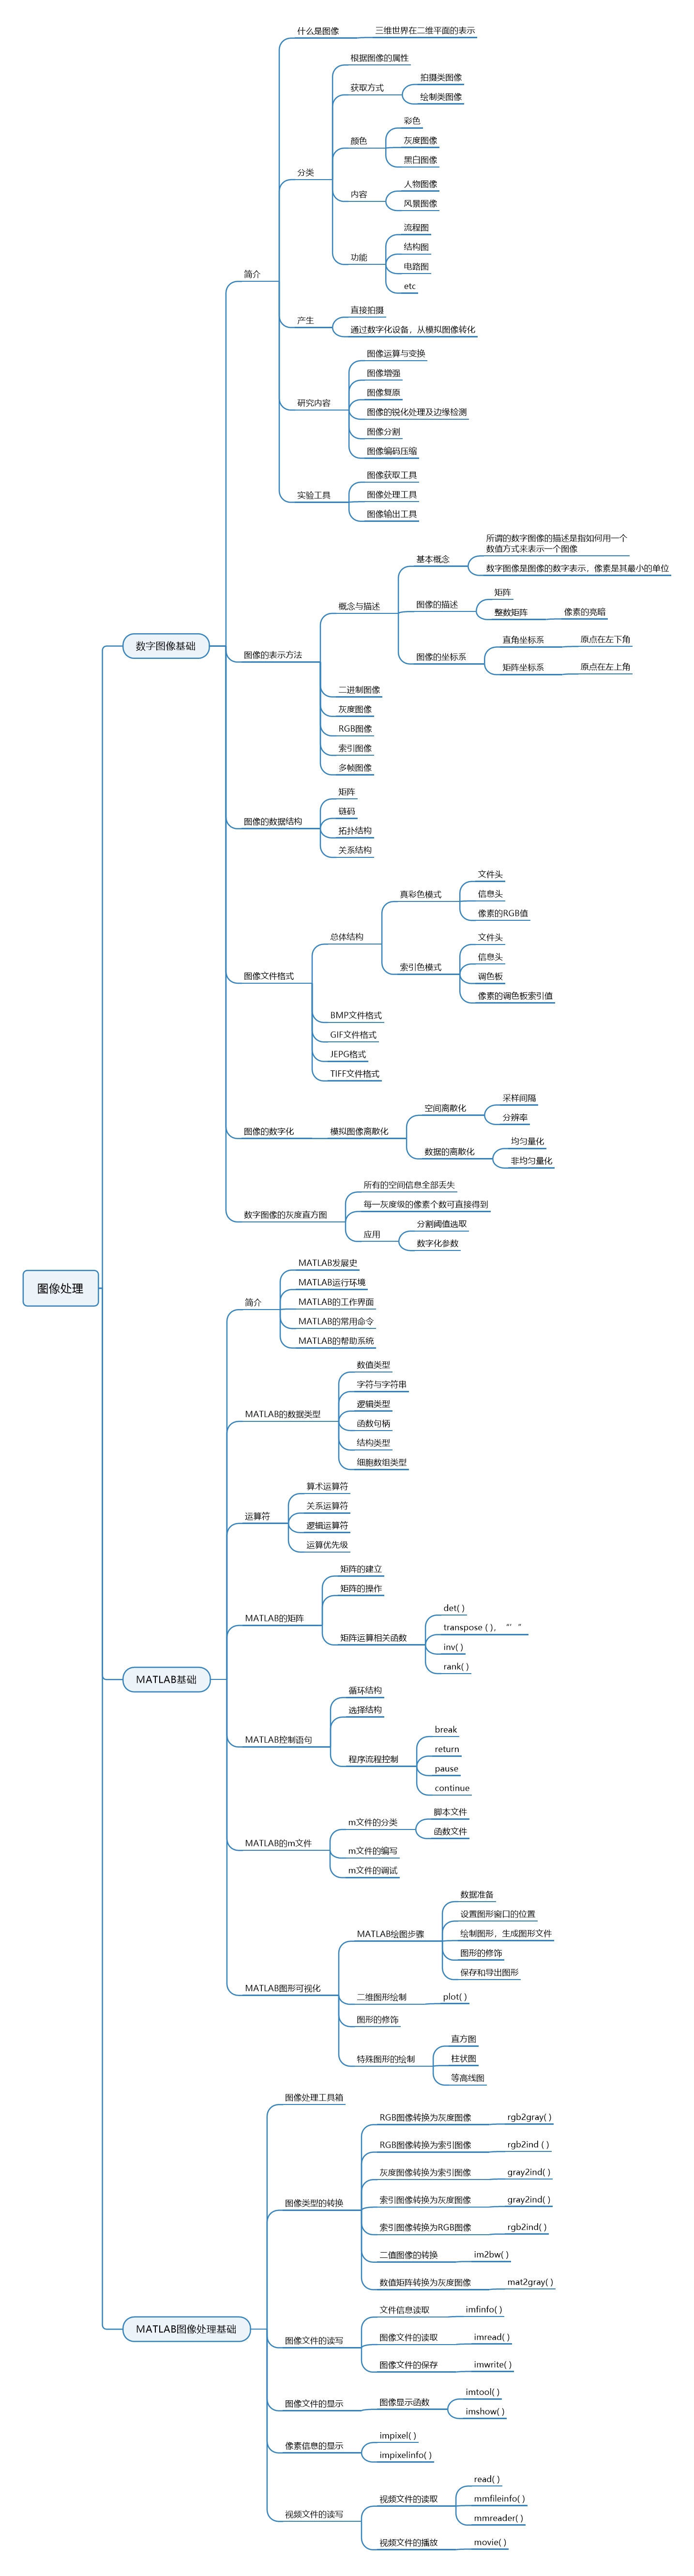 图像处理
数字图像基础
简介
什么是图像
三维世界在二维平面的表示
分类
根据图像的属性
获取方式
拍摄类图像
绘制类图像
颜色
彩色
灰度图像
黑白图像
内容
人物图像
风景图像
功能
流程图
结构图
电路图
etc
产生
直接拍摄
通过数字化设备，从模拟图像转化
研究内容
图像运算与变换
图像增强
图像复原
图像的锐化处理及边缘检测
图像分割
图像编码压缩
实验工具
图像获取工具
图像处理工具
图像输出工具
图像的表示方法
概念与描述
基本概念
所谓的数字图像的描述是指如何用一个
数值方式来表示一个图像
数字图像是图像的数字表示，像素是其最小的单位
图像的描述
矩阵
整数矩阵
像素的亮暗
图像的坐标系
直角坐标系
原点在左下角
矩阵坐标系
原点在左上角
二进制图像
灰度图像
RGB图像
索引图像
多帧图像
图像的数据结构
矩阵
链码
拓扑结构
关系结构
图像文件格式
总体结构
真彩色模式
文件头
信息头
像素的RGB值
索引色模式
文件头
信息头
调色板
像素的调色板索引值
BMP文件格式
GIF文件格式
JEPG格式
TIFF文件格式
图像的数字化
模拟图像离散化
空间离散化
采样间隔
分辨率
数据的离散化
均匀量化
非均匀量化
数字图像的灰度直方图
所有的空间信息全部丢失
每一灰度级的像素个数可直接得到
应用
分割阈值选取
数字化参数
MATLAB基础
简介
MATLAB发展史
MATLAB运行环境
MATLAB的工作界面
MATLAB的常用命令
MATLAB的帮助系统
MATLAB的数据类型
数值类型
字符与字符串
逻辑类型
函数句柄
结构类型
细胞数组类型
运算符
算术运算符
关系运算符
逻辑运算符
运算优先级
MATLAB的矩阵
矩阵的建立
矩阵的操作
矩阵运算相关函数
det( )
transpose ( )， “ ’ ”
inv( )
rank( )
MATLAB控制语句
循环结构
选择结构
程序流程控制
break
return
pause
continue
MATLAB的m文件
m文件的分类
脚本文件
函数文件
m文件的编写
m文件的调试
MATLAB图形可视化
MATLAB绘图步骤
数据准备
设置图形窗口的位置
绘制图形，生成图形文件
图形的修饰
保存和导出图形
二维图形绘制
plot( )
图形的修饰
特殊图形的绘制
直方图
柱状图
等高线图
MATLAB图像处理基础
图像处理工具箱
图像类型的转换
RGB图像转换为灰度图像
rgb2gray( )
RGB图像转换为索引图像
rgb2ind ( )
灰度图像转换为索引图像
gray2ind( )
索引图像转换为灰度图像
gray2ind( )
索引图像转换为RGB图像
rgb2ind( )
二值图像的转换
im2bw( )
数值矩阵转换为灰度图像
mat2gray( )
图像文件的读写
文件信息读取
imfinfo( )
图像文件的读取
imread( )
图像文件的保存
imwrite( )
图像文件的显示
图像显示函数
imtool( )
imshow( )
像素信息的显示
impixel( )
impixelinfo( )
视频文件的读写
视频文件的读取
read( )
mmfileinfo( )
mmreader( )
视频文件的播放
movie( )